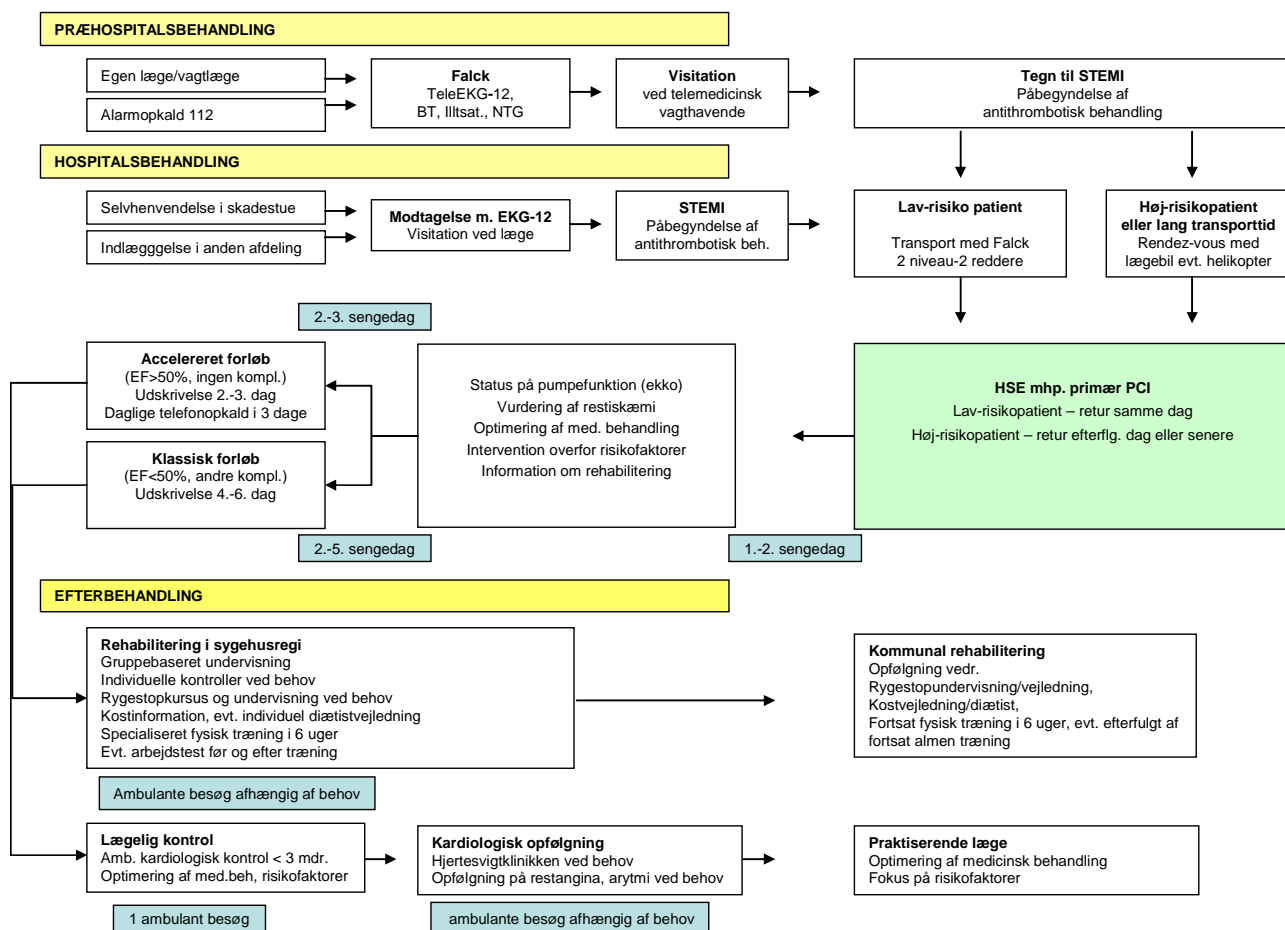 PRÆHOSPITALSBEHANDLING
Egen læge/vagtlæge
Alarmopkald 112
Falck
TeleEKG-12,
BT, Illtsat., NTG
Visitation
ved telemedicinsk
vagthavende
Tegn til STEMI
Påbegyndelse af
antithrombotisk behandling
HOSPITALSBEHANDLING
Selvhenvendelse i skadestue
Indlægggelse i anden afdeling
Modtagelse m. EKG-12
Visitation ved læge
STEMI
Påbegyndelse af
antithrombotisk beh.
Lav-risiko patient
Transport med Falck
2 niveau-2 reddere
Høj-risikopatient
eller lang transporttid
Rendez-vous med
lægebil evt. helikopter
2.-3. sengedag
Accelereret forløb
(EF>50%, ingen kompl.)
Udskrivelse 2.-3. dag
Daglige telefonopkald i 3 dage
Klassisk forløb
(EF<50%, andre kompl.)
Udskrivelse 4.-6. dag
Status på pumpefunktion (ekko)
Vurdering af restiskæmi
Optimering af med. behandling
Intervention overfor risikofaktorer
Information om rehabilitering
HSE mhp. primær PCI
Lav-risikopatient – retur samme dag
Høj-risikopatient – retur efterflg. dag eller senere
2.-5. sengedag
1.-2. sengedag
EFTERBEHANDLING
Rehabilitering i sygehusregi
Gruppebaseret undervisning
Individuelle kontroller ved behov
Rygestopkursus og undervisning ved behov
Kostinformation, evt. individuel diætistvejledning
Specialiseret fysisk træning i 6 uger
Evt. arbejdstest før og efter træning
Kommunal rehabilitering
Opfølgning vedr.
Rygestopundervisning/vejledning,
Kostvejledning/diætist,
Fortsat fysisk træning i 6 uger, evt. efterfulgt af
fortsat almen træning
Ambulante besøg afhængig af behov
Lægelig kontrol
Amb. kardiologisk kontrol < 3 mdr.
Optimering af med.beh, risikofaktorer
Kardiologisk opfølgning
Hjertesvigtklinikken ved behov
Opfølgning på restangina, arytmi ved behov
Praktiserende læge
Optimering af medicinsk behandling
Fokus på risikofaktorer
1 ambulant besøg
ambulante besøg afhængig af behov